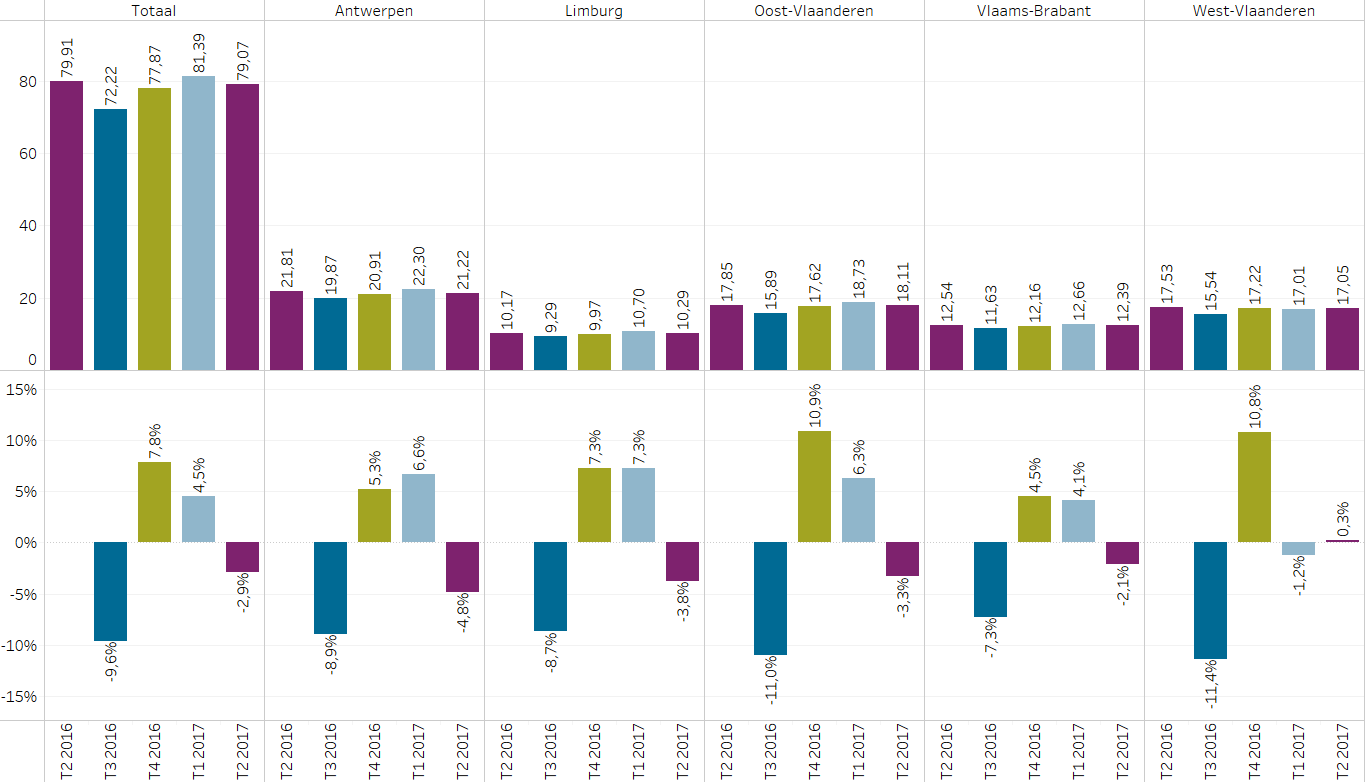 Totaal Antwerpen Limburg Oost-Vlaanderen Vlaams-Brabant West-Vlaanderen
80
60
40
20
0
79,91 72,22 77,87 81,39 79,07
21,81 19,87 20,91 22,30 21,22
10,17 9,29 9,97 10,70 10,29
17,85 15,89 17,62 18,73 18,11
12,54 11,63 12,16 12,66 12,39
17,53 15,54 17,22 17,01 17,05
15%
10%
5%
0%
-5%
-10%
-15%
-9,6% 7,8% 4,5% -2,9%
-8,9% 5,3% 6,6% -4,8%
-8,7% 7,3% 7,3% -3,8%
-11,0% 10,9% 6,3% -3,3%
-7,3% 4,5% 4,1% -2,1%
-11,4% 10,8% -1,2% 0,3%
T2 2016 T3 2016 T4 2016 T1 2017 T2 2017
T2 2016 T3 2016 T4 2016 T1 2017 T2 2017
T2 2016 T3 2016 T4 2016 T1 2017 T2 2017
T2 2016 T3 2016 T4 2016 T1 2017 T2 2017
T2 2016 T3 2016 T4 2016 T1 2017 T2 2017
T2 2016 T3 2016 T4 2016 T1 2017 T2 2017